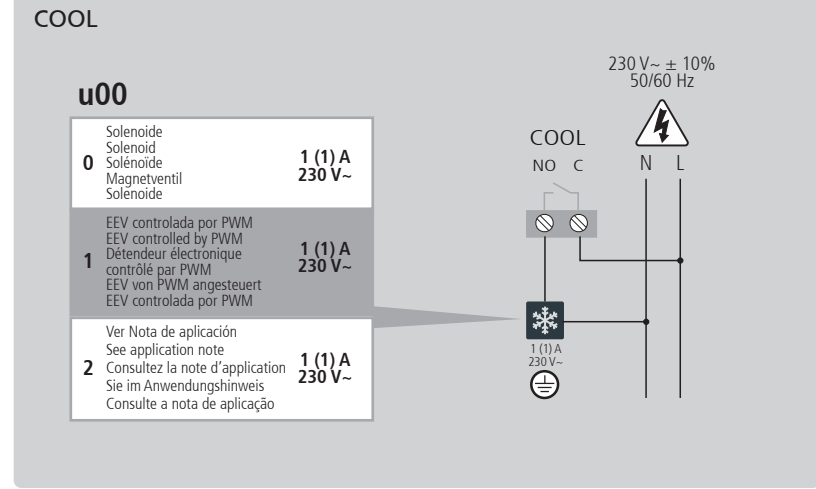 COOL
u00
0
Solenoide
Solenoid
Solénoïde
Magnetventil
Solenoide
1 (1) A
230 V~
1
EEV controlada por PWM
EEV controlled by PWM
Détendeur électronique
contrôlé par PWM
EEV von PWM angesteuert
EEV controlada por PWM
1 (1) A
230 V~
2
Ver Nota de aplicación
See application note
Consultez la note d'application
Sie im Anwendungshinweis
Consulte a nota de aplicação
1 (1) A
230 V~
230 V~ ± 10%
50/60 Hz
COOL
NO C
N L
1 (1) A
230 V~